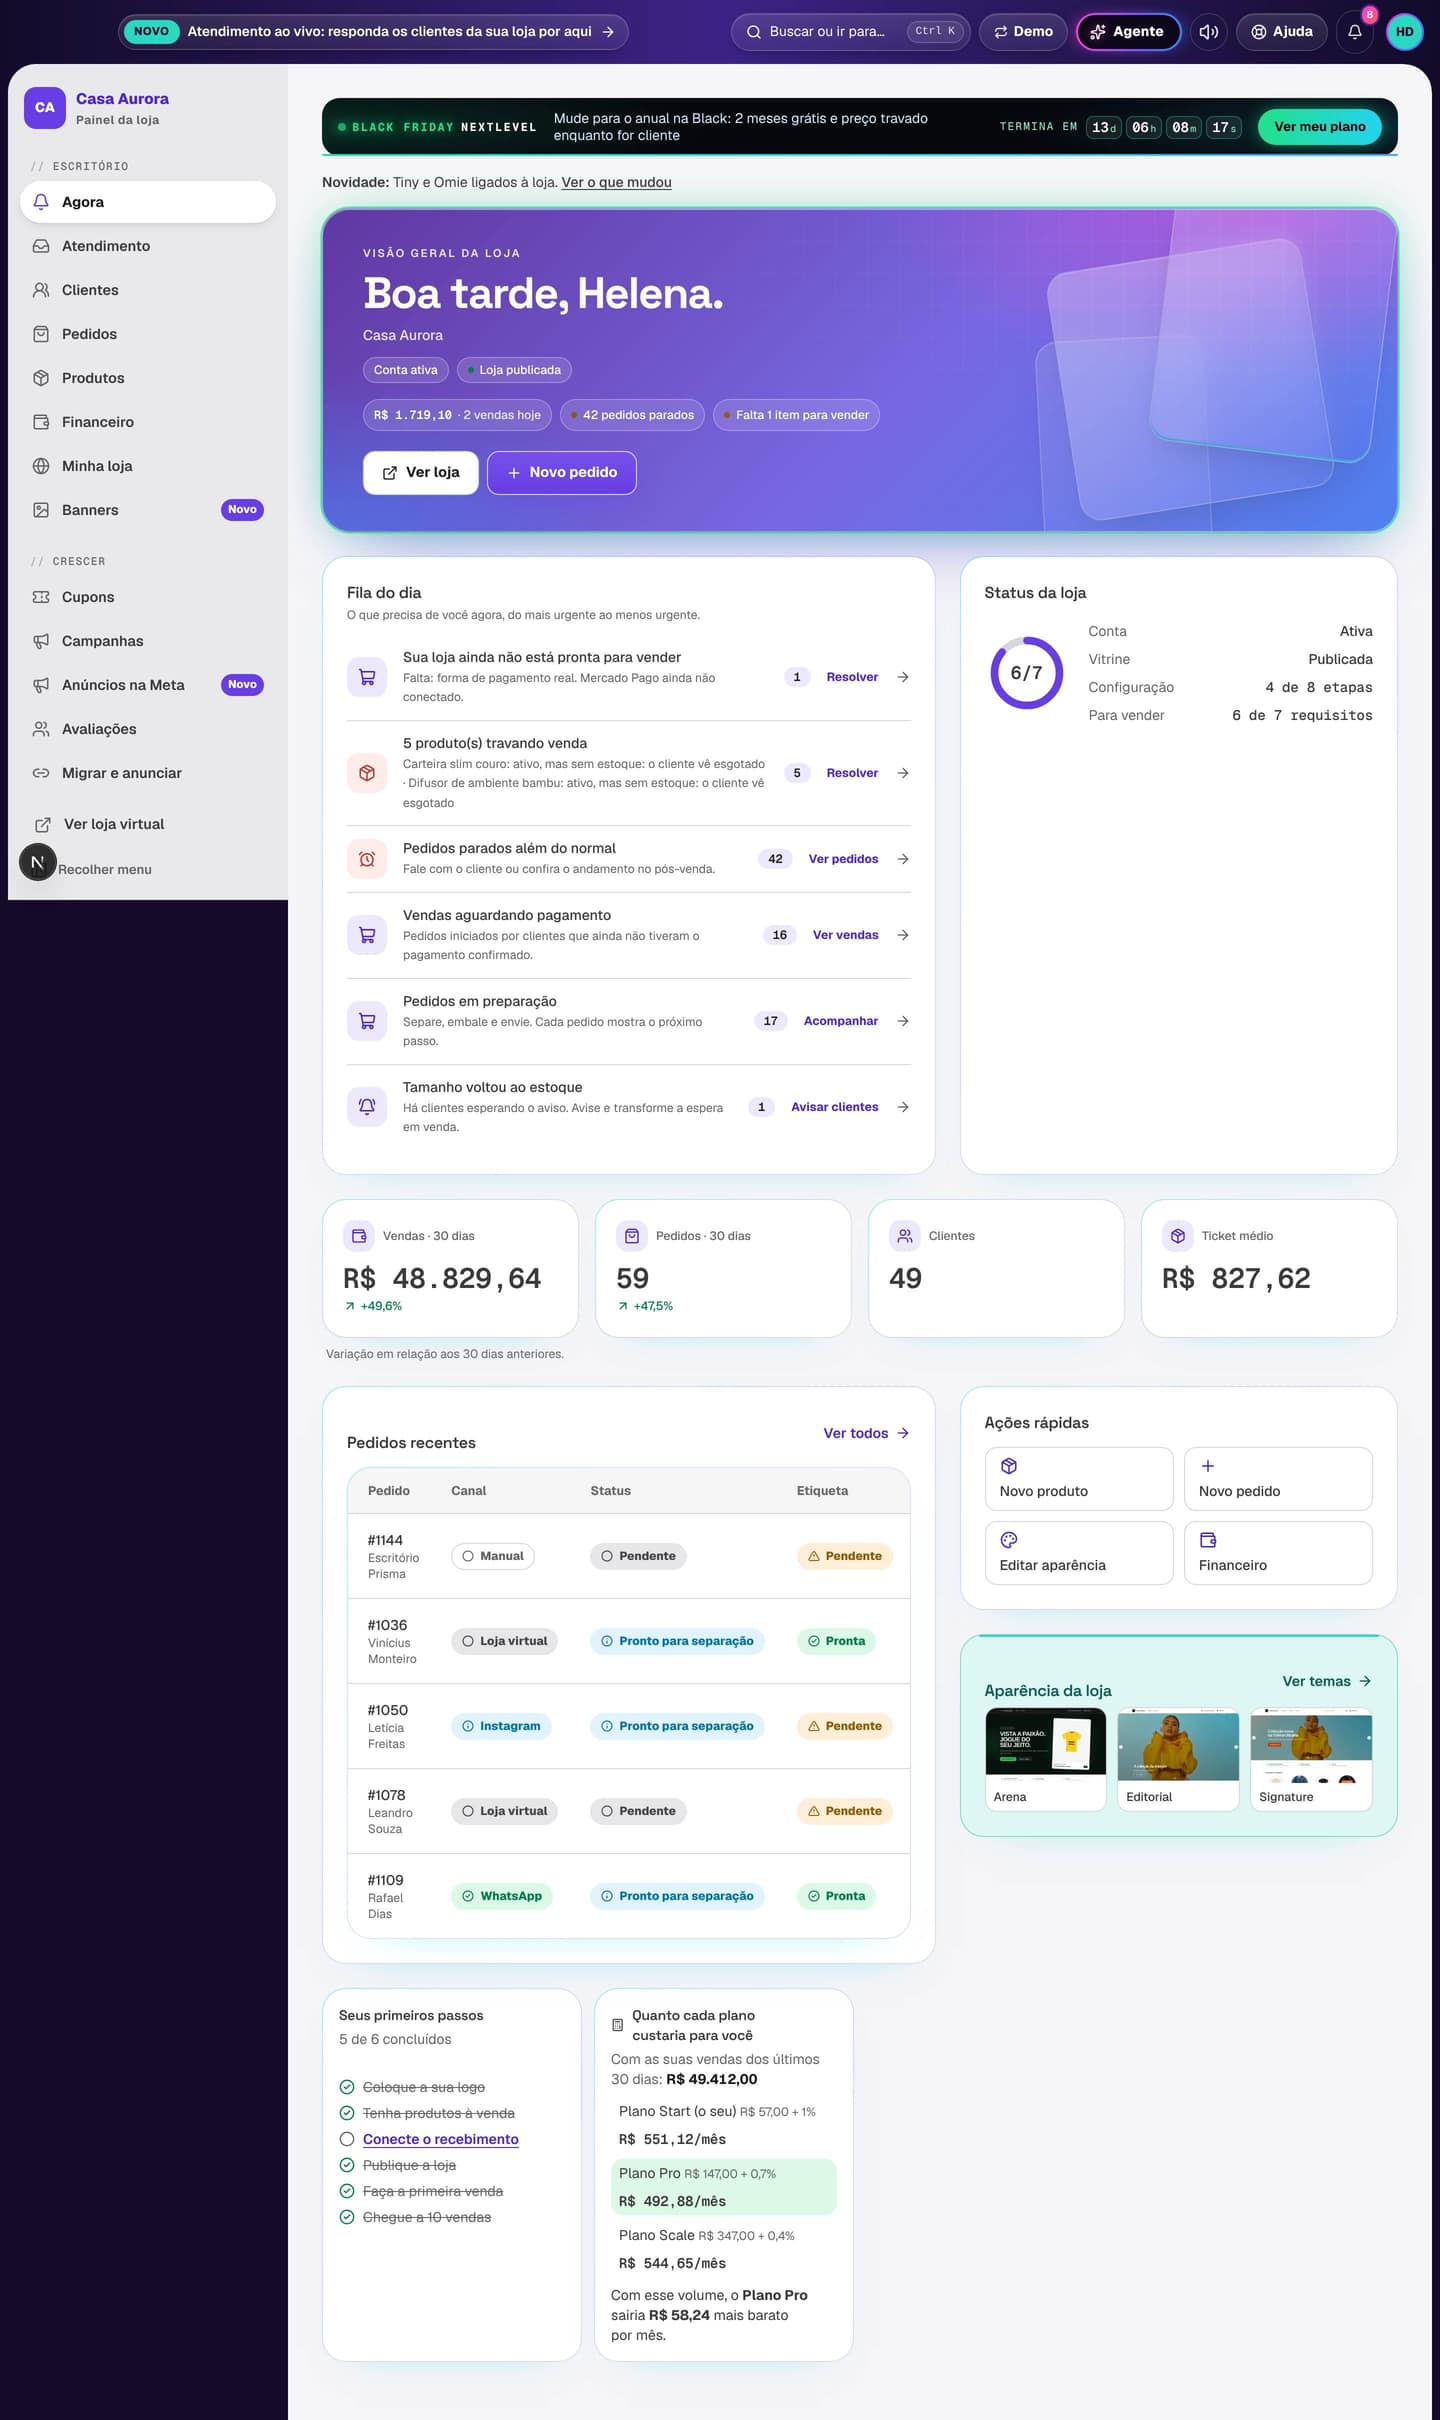 NOVO Atendimento ao vivo: responda os clientes da sua loja por aqui
Buscar ou ir para... Ctrl K
Demo
Agente
Ajuda
8
HD
CA
Casa Aurora
Painel da loja
// ESCRITÓRIO
Agora
Atendimento
Clientes
Pedidos
Produtos
Financeiro
Minha loja
Banners Novo
// CRESCER
Cupons
Campanhas
Anúncios na Meta Novo
Avaliações
Migrar e anunciar
Ver loja virtual
N
Recolher menu
BLACK FRIDAY NEXTLEVEL
Mude para o anual na Black: 2 meses grátis e preço travado
enquanto for cliente
TERMINA EM 13d 06h 08m 17s
Ver meu plano
Novidade: Tiny e Omie ligados à loja. Ver o que mudou
VISÃO GERAL DA LOJA
Boa tarde, Helena.
Casa Aurora
Conta ativa
Loja publicada
R$ 1.719,10 · 2 vendas hoje
42 pedidos parados
Falta 1 item para vender
Ver loja
Novo pedido
Fila do dia
O que precisa de você agora, do mais urgente ao menos urgente.
Sua loja ainda não está pronta para vender
Falta: forma de pagamento real. Mercado Pago ainda não
conectado.
1 Resolver
5 produto(s) travando venda
Carteira slim couro: ativo, mas sem estoque: o cliente vê esgotado
· Difusor de ambiente bambu: ativo, mas sem estoque: o cliente vê
esgotado
5 Resolver
Pedidos parados além do normal
Fale com o cliente ou confira o andamento no pós-venda.
42 Ver pedidos
Vendas aguardando pagamento
Pedidos iniciados por clientes que ainda não tiveram o
pagamento confirmado.
16 Ver vendas
Pedidos em preparação
Separe, embale e envie. Cada pedido mostra o próximo
passo.
17 Acompanhar
Tamanho voltou ao estoque
Há clientes esperando o aviso. Avise e transforme a espera
em venda.
1 Avisar clientes
Status da loja
6/7
Conta Ativa
Vitrine Publicada
Configuração 4 de 8 etapas
Para vender 6 de 7 requisitos
Vendas · 30 dias
R$ 48.829,64
+49,6%
Pedidos · 30 dias
59
+47,5%
Clientes
49
Ticket médio
R$ 827,62
Variação em relação aos 30 dias anteriores.
Pedidos recentes
Ver todos
Pedido Canal Status Etiqueta
#1144
Escritório
Prisma
Manual Pendente Pendente
#1036
Vinícius
Monteiro
Loja virtual Pronto para separação Pronta
#1050
Letícia
Freitas
Instagram Pronto para separação Pendente
#1078
Leandro
Souza
Loja virtual Pendente Pendente
#1109
Rafael
Dias
WhatsApp Pronto para separação Pronta
Ações rápidas
Novo produto
Novo pedido
Editar aparência
Financeiro
Aparência da loja
Ver temas
VISTA A PAIXÃO.
JOGUE DO
SEU JEITO.
Arena
Editorial
Signature
Seus primeiros passos
5 de 6 concluídos
Coloque a sua logo
Tenha produtos à venda
Conecte o recebimento
Publique a loja
Faça a primeira venda
Chegue a 10 vendas
Quanto cada plano
custaria para você
Com as suas vendas dos últimos
30 dias: R$ 49.412,00
Plano Start (o seu) R$ 57,00 + 1%
R$ 551,12/mês
Plano Pro R$ 147,00 + 0,7%
R$ 492,88/mês
Plano Scale R$ 347,00 + 0,4%
R$ 544,65/mês
Com esse volume, o Plano Pro
sairia R$ 58,24 mais barato
por mês.